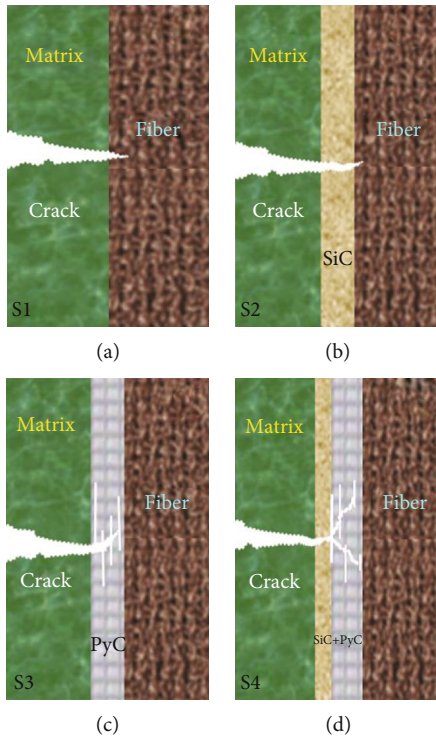 Matrix
Fiber
Crack
S1
(a)
Matrix
Fiber
Crack
SiC
S2
(b)
Matrix
Fiber
Crack
PyC
S3
(c)
Matrix
Fiber
Crack
SiC+PyC
S4
(d)